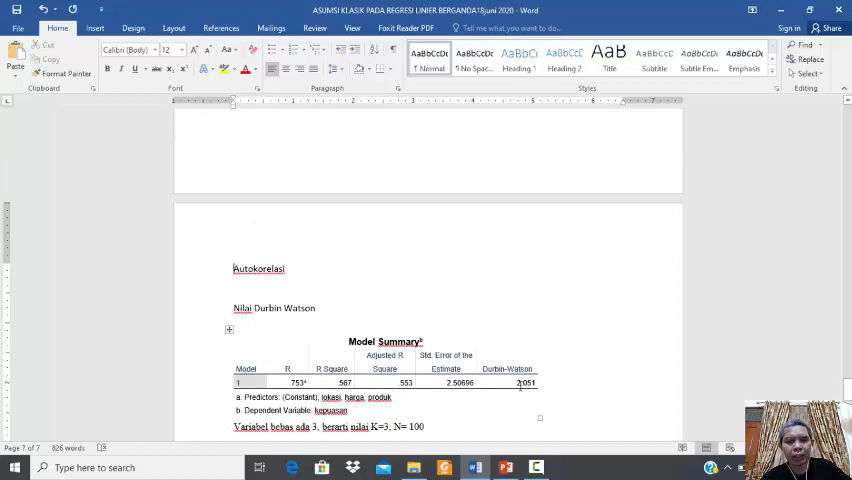 ASUMSI KLASIK PADA REGRESI LINIER BERGANDA18juni 2020 - Word
File Home Insert Draw Design Layout References Mailings Review View Foxit Reader PDF Tell me what you want to do... Sign in Share
Cut
Copy
Format Painter
Paste
Calibri (Body) 12
AaBbCcDc AaBbCcDc AaBbCc AaBbCcC AaB AaBbCcD AaBbCcDc AaBbCcDc
¶ Normal ¶ No Spac... Heading 1 Heading 2 Title Subtitle Subtle Em... Emphasis
Find
Replace
Select
Clipboard Font Paragraph Styles Editing
Autokorelasi
Nilai Durbin Watson
Model Summaryᵇ
Model R R Square Adjusted R Square Std. Error of the Estimate Durbin-Watson
1 .753ᵃ .567 .553 2.50696 2.051
a. Predictors: (Constant), lokasi, harga, produk
b. Dependent Variable: kepuasan
Variabel bebas ada 3, berarti nilai K=3, N= 100
Page 7 of 7 826 words
Type here to search